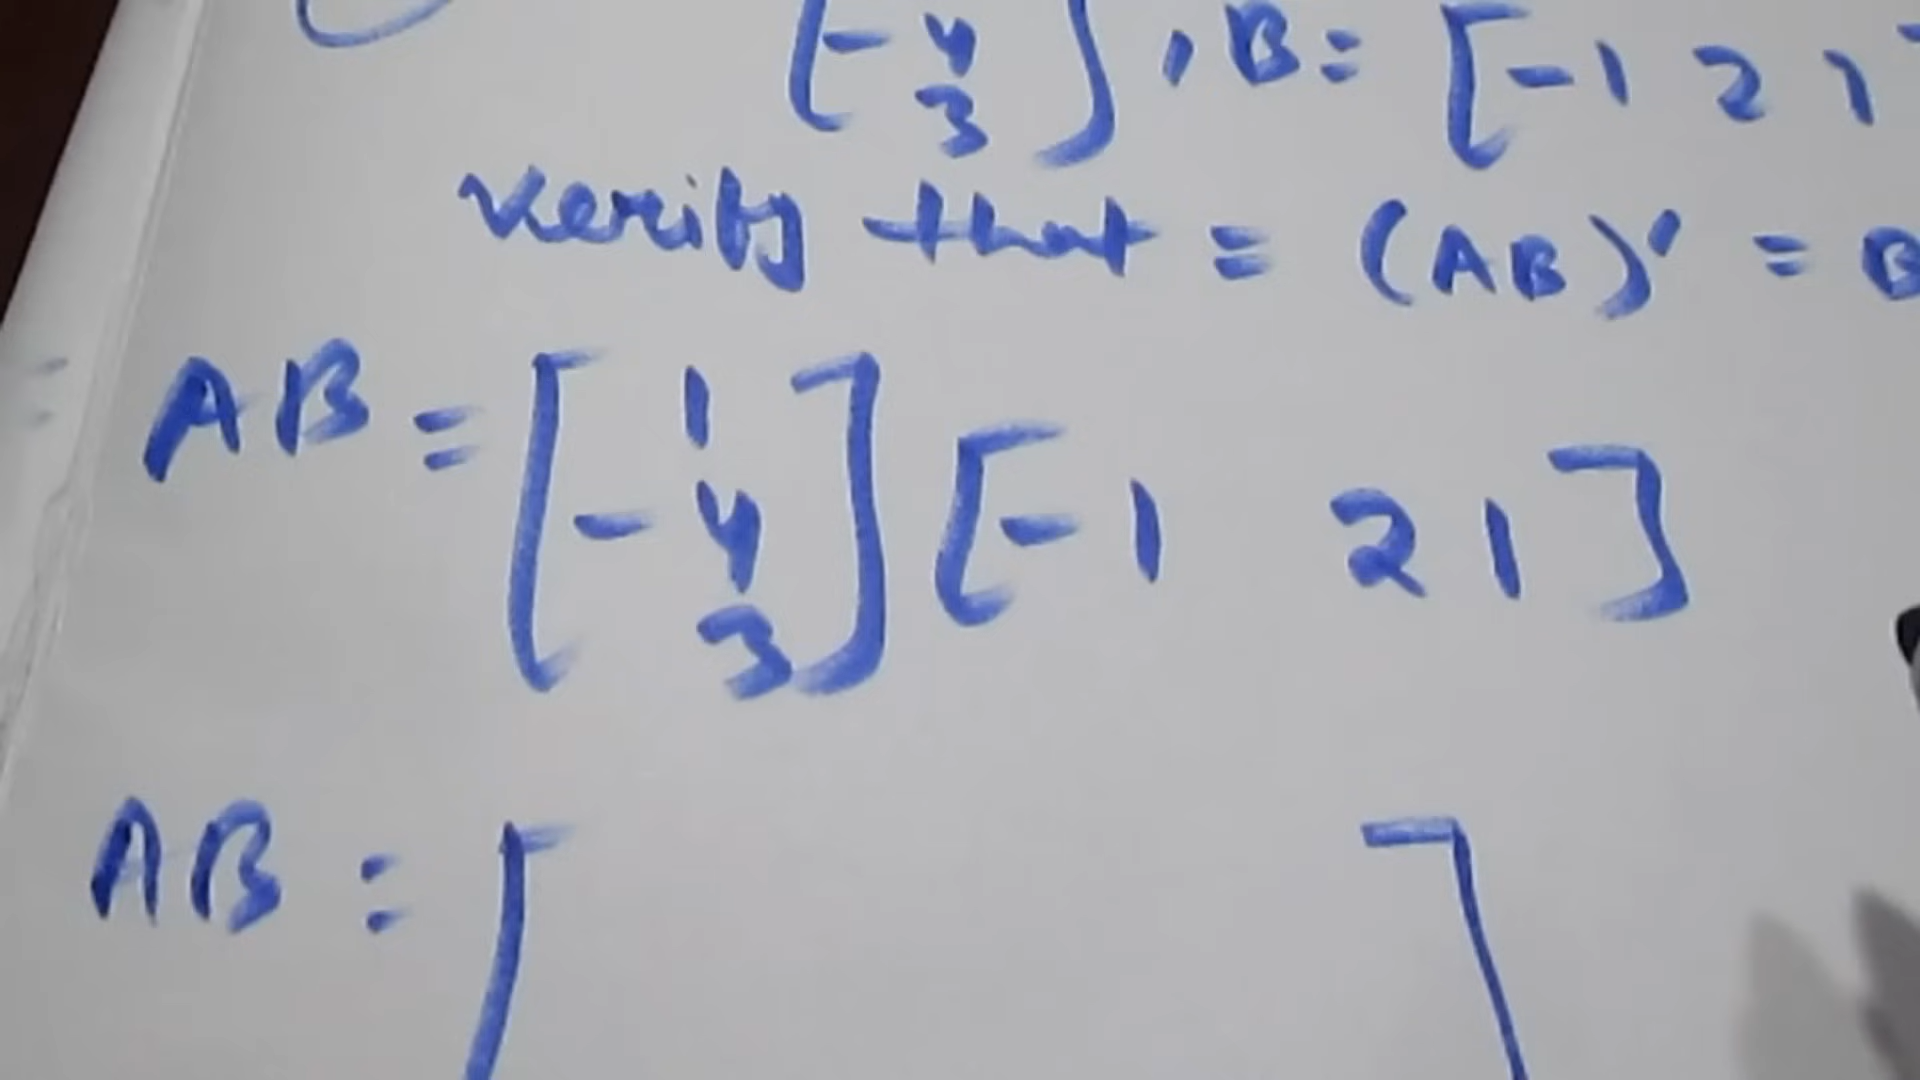 [-4 3], B = [-1 2 1
verify that = (AB)' = B
AB = [1 -4 3] [-1 2 1]
AB = [ ]